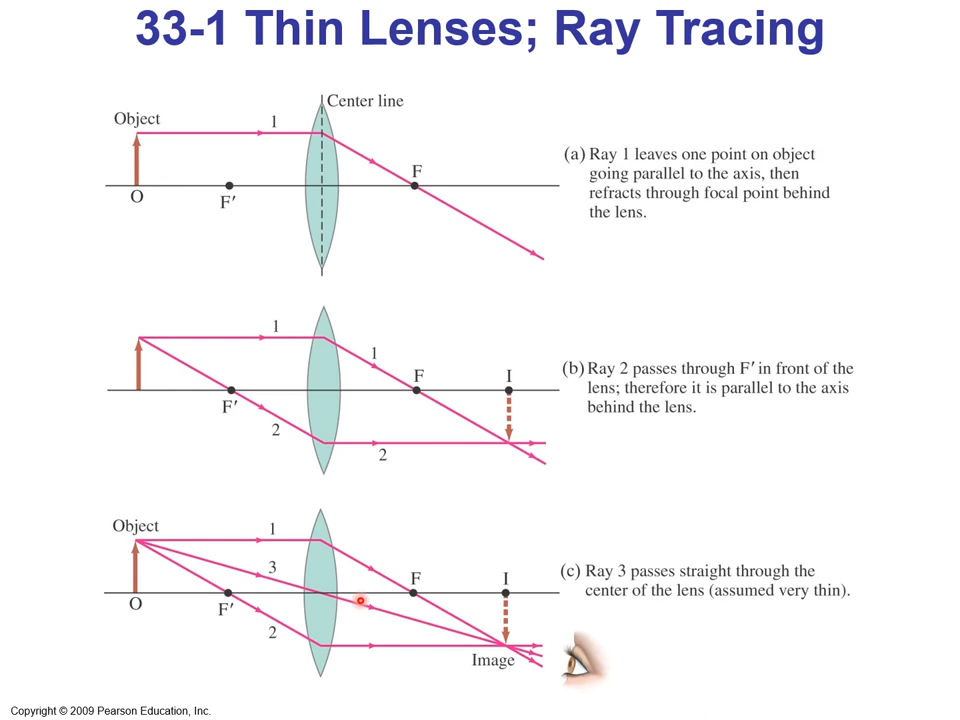 33-1 Thin Lenses; Ray Tracing
Center line
Object
1
F
O
F′
(a) Ray 1 leaves one point on object
going parallel to the axis, then
refracts through focal point behind
the lens.
1
1
F
I
F′
2
2
(b) Ray 2 passes through F′ in front of the
lens; therefore it is parallel to the axis
behind the lens.
Object
1
3
F
I
O
F′
2
Image
(c) Ray 3 passes straight through the
center of the lens (assumed very thin).
Copyright © 2009 Pearson Education, Inc.